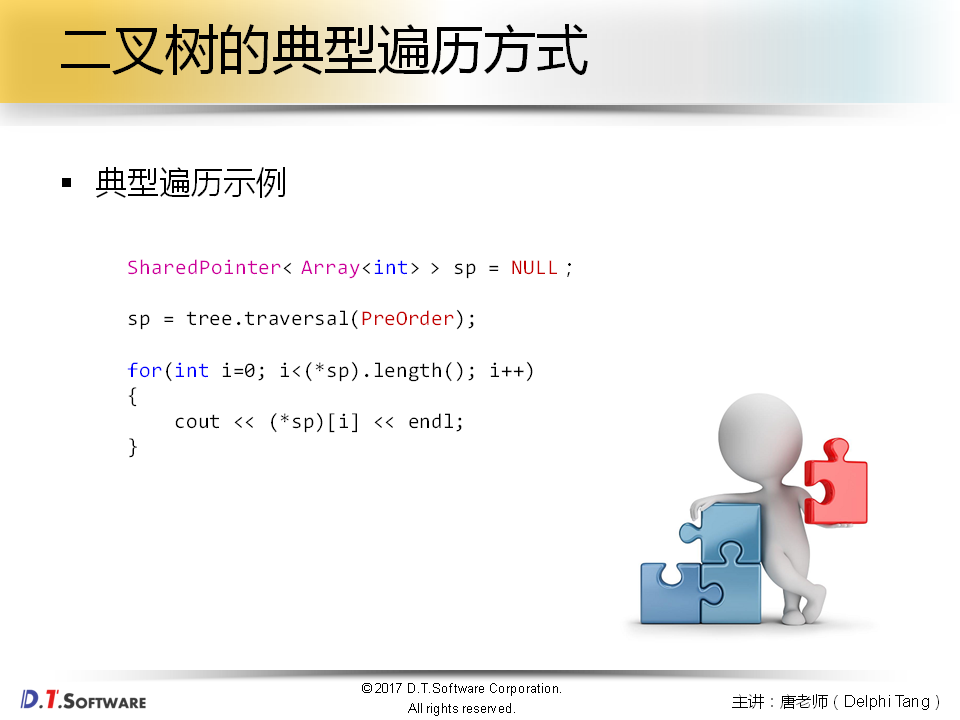 二叉树的典型遍历方式
▪ 典型遍历示例
SharedPointer< Array<int> > sp = NULL;
sp = tree.traversal(PreOrder);
for(int i=0; i<(*sp).length(); i++)
{
    cout << (*sp)[i] << endl;
}
D.T.SOFTWARE
©2017 D.T.Software Corporation.
All rights reserved.
主讲：唐老师（Delphi Tang）